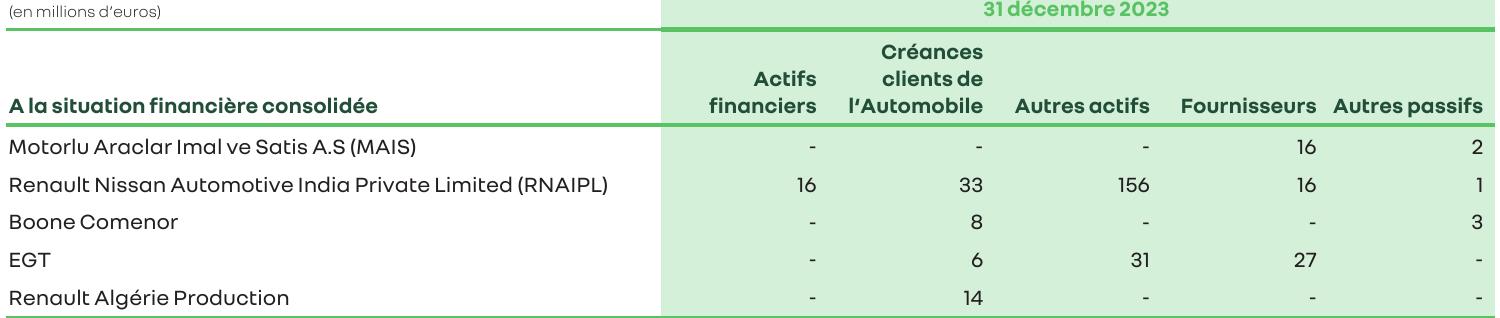 (en millions d'euros) 31 décembre 2023
Créances
Actifs clients de
A la situation financière consolidée financiers l'Automobile Autres actifs Fournisseurs Autres passifs
Motorlu Araclar Imal ve Satis A.S (MAIS) - - - 16 2
Renault Nissan Automotive India Private Limited (RNAIPL) 16 33 156 16 1
Boone Comenor - 8 - - 3
EGT - 6 31 27 -
Renault Algérie Production - 14 - - -